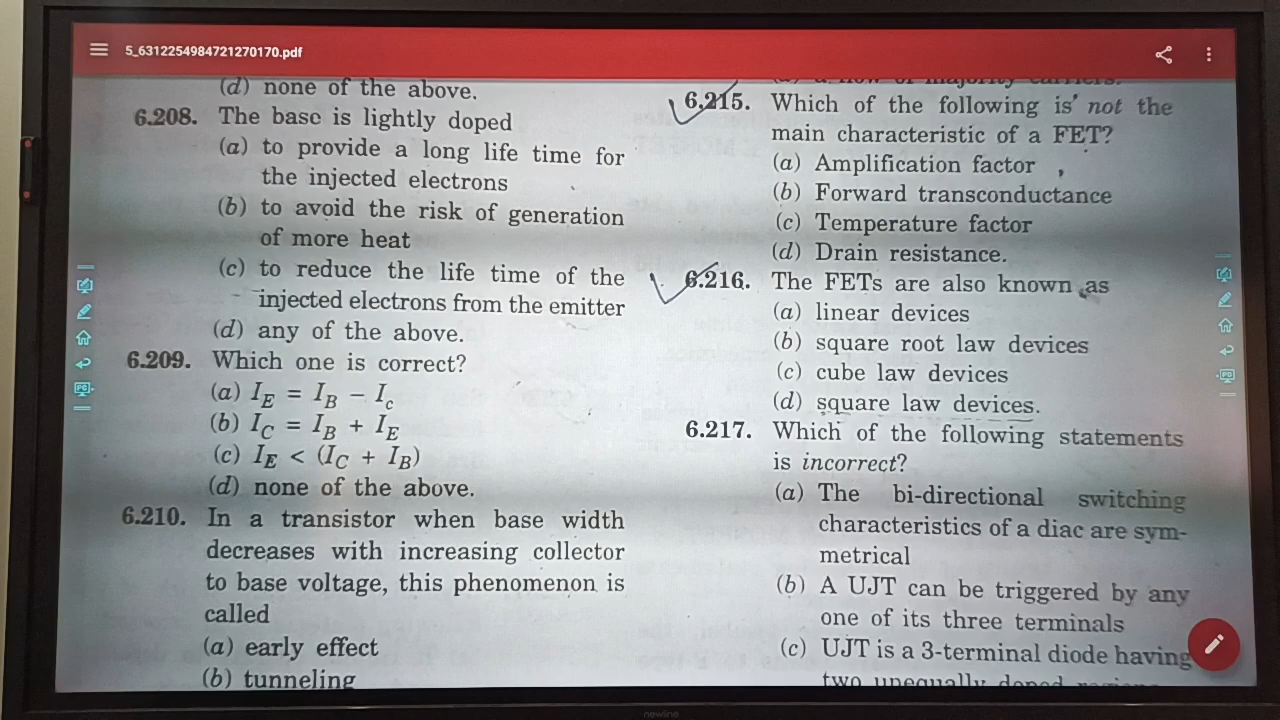 5_6312254984721270170.pdf
(d) none of the above.
6.208. The base is lightly doped
(a) to provide a long life time for
the injected electrons
(b) to avoid the risk of generation
of more heat
(c) to reduce the life time of the
injected electrons from the emitter
(d) any of the above.
6.209. Which one is correct?
(a) I_E = I_B − I_c
(b) I_C = I_B + I_E
(c) I_E < (I_C + I_B)
(d) none of the above.
6.210. In a transistor when base width
decreases with increasing collector
to base voltage, this phenomenon is
called
(a) early effect
(b) tunneling
majority carriers.
6.215. Which of the following is not the
main characteristic of a FET?
(a) Amplification factor
(b) Forward transconductance
(c) Temperature factor
(d) Drain resistance.
6.216. The FETs are also known as
(a) linear devices
(b) square root law devices
(c) cube law devices
(d) square law devices.
6.217. Which of the following statements
is incorrect?
(a) The bi-directional switching
characteristics of a diac are sym-
metrical
(b) A UJT can be triggered by any
one of its three terminals
(c) UJT is a 3-terminal diode having
two unequally doped
newline